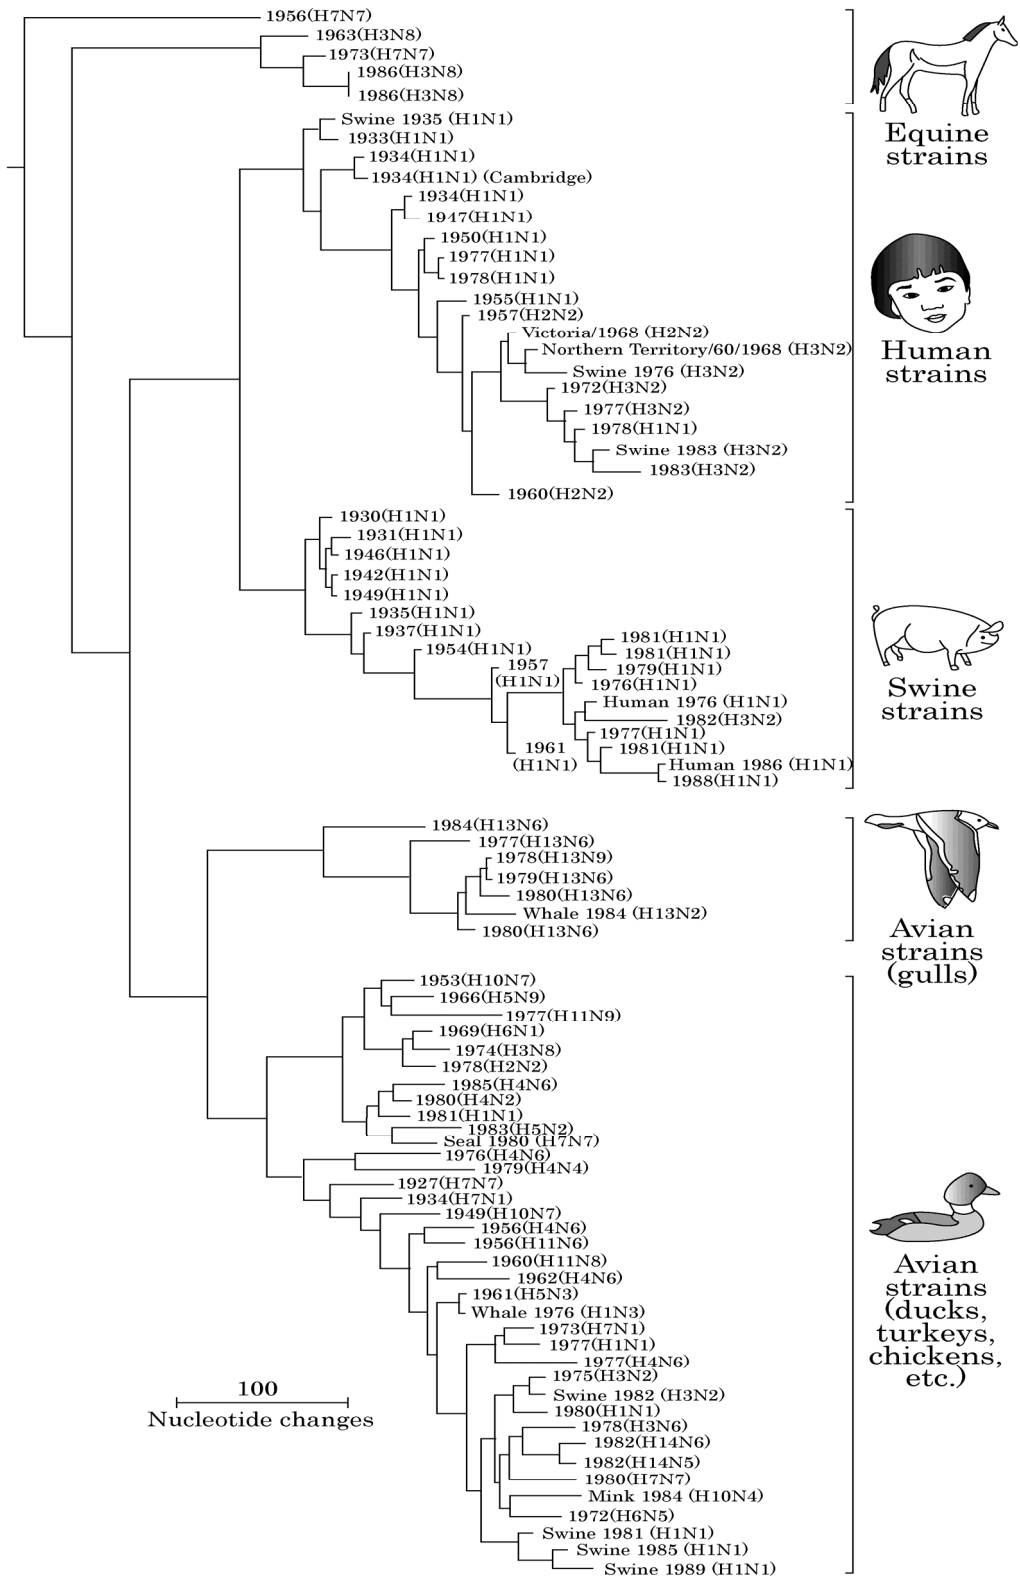 1956(H7N7)
1963(H3N8)
1973(H7N7)
1986(H3N8)
1986(H3N8)
Equine
strains
Swine 1935 (H1N1)
1933(H1N1)
1934(H1N1)
1934(H1N1) (Cambridge)
1934(H1N1)
1947(H1N1)
1950(H1N1)
1977(H1N1)
1978(H1N1)
1955(H1N1)
1957(H2N2)
Victoria/1968 (H2N2)
Northern Territory/60/1968 (H3N2)
Swine 1976 (H3N2)
1972(H3N2)
1977(H3N2)
1978(H1N1)
Swine 1983 (H3N2)
1983(H3N2)
1960(H2N2)
Human
strains
1930(H1N1)
1931(H1N1)
1946(H1N1)
1942(H1N1)
1949(H1N1)
1935(H1N1)
1937(H1N1)
1954(H1N1)
1957
(H1N1)
1981(H1N1)
1981(H1N1)
1979(H1N1)
1976(H1N1)
Human 1976 (H1N1)
1982(H3N2)
1977(H1N1)
1981(H1N1)
Human 1986 (H1N1)
1988(H1N1)
1961
(H1N1)
Swine
strains
1984(H13N6)
1977(H13N6)
1978(H13N9)
1979(H13N6)
1980(H13N6)
Whale 1984 (H13N2)
1980(H13N6)
Avian
strains
(gulls)
1953(H10N7)
1966(H5N9)
1977(H11N9)
1969(H6N1)
1974(H3N8)
1978(H2N2)
1985(H4N6)
1980(H4N2)
1981(H1N1)
1983(H5N2)
Seal 1980 (H7N7)
1976(H4N6)
1979(H4N4)
1927(H7N7)
1934(H7N1)
1949(H10N7)
1956(H4N6)
1956(H11N6)
1960(H11N8)
1962(H4N6)
1961(H5N3)
Whale 1976 (H1N3)
1973(H7N1)
1977(H1N1)
1977(H4N6)
1975(H3N2)
Swine 1982 (H3N2)
1980(H1N1)
1978(H3N6)
1982(H14N6)
1982(H14N5)
1980(H7N7)
Mink 1984 (H10N4)
1972(H6N5)
Swine 1981 (H1N1)
Swine 1985 (H1N1)
Swine 1989 (H1N1)
Avian
strains
(ducks,
turkeys,
chickens,
etc.)
100
Nucleotide changes